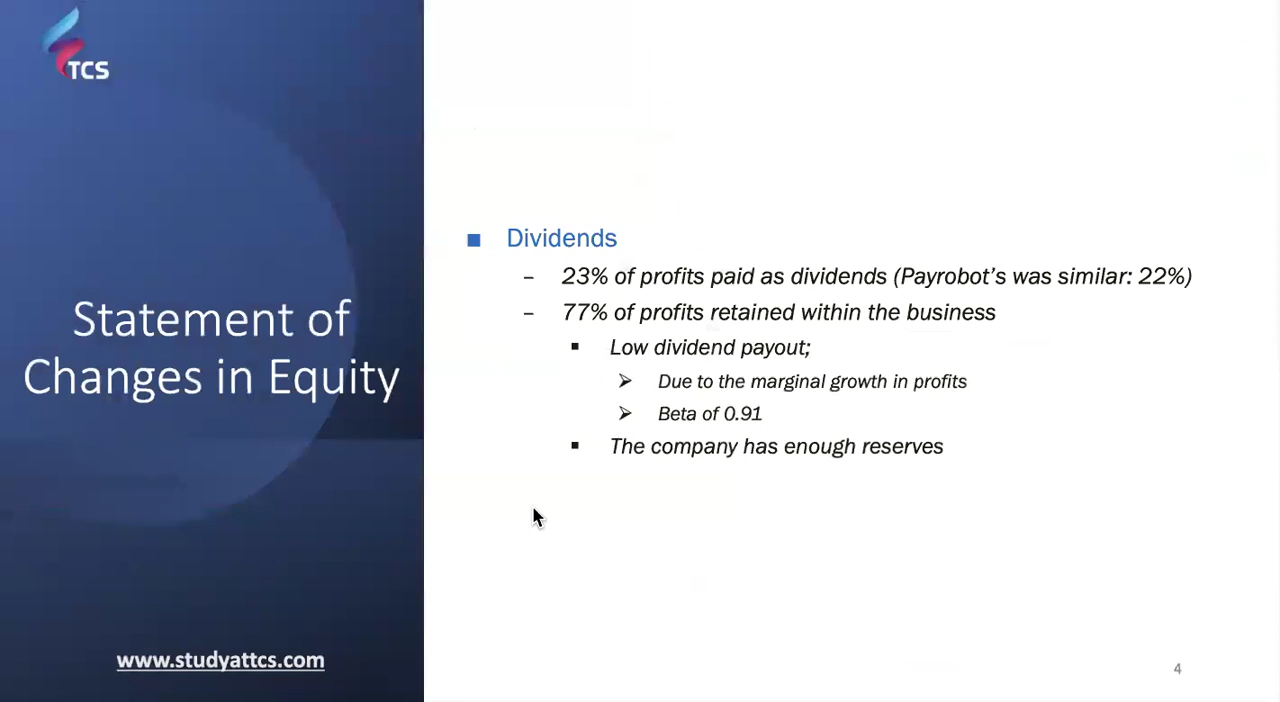 TCS
Statement of
Changes in Equity
www.studyattcs.com
■ Dividends
– 23% of profits paid as dividends (Payrobot’s was similar: 22%)
– 77% of profits retained within the business
▪ Low dividend payout;
➢ Due to the marginal growth in profits
➢ Beta of 0.91
▪ The company has enough reserves
4